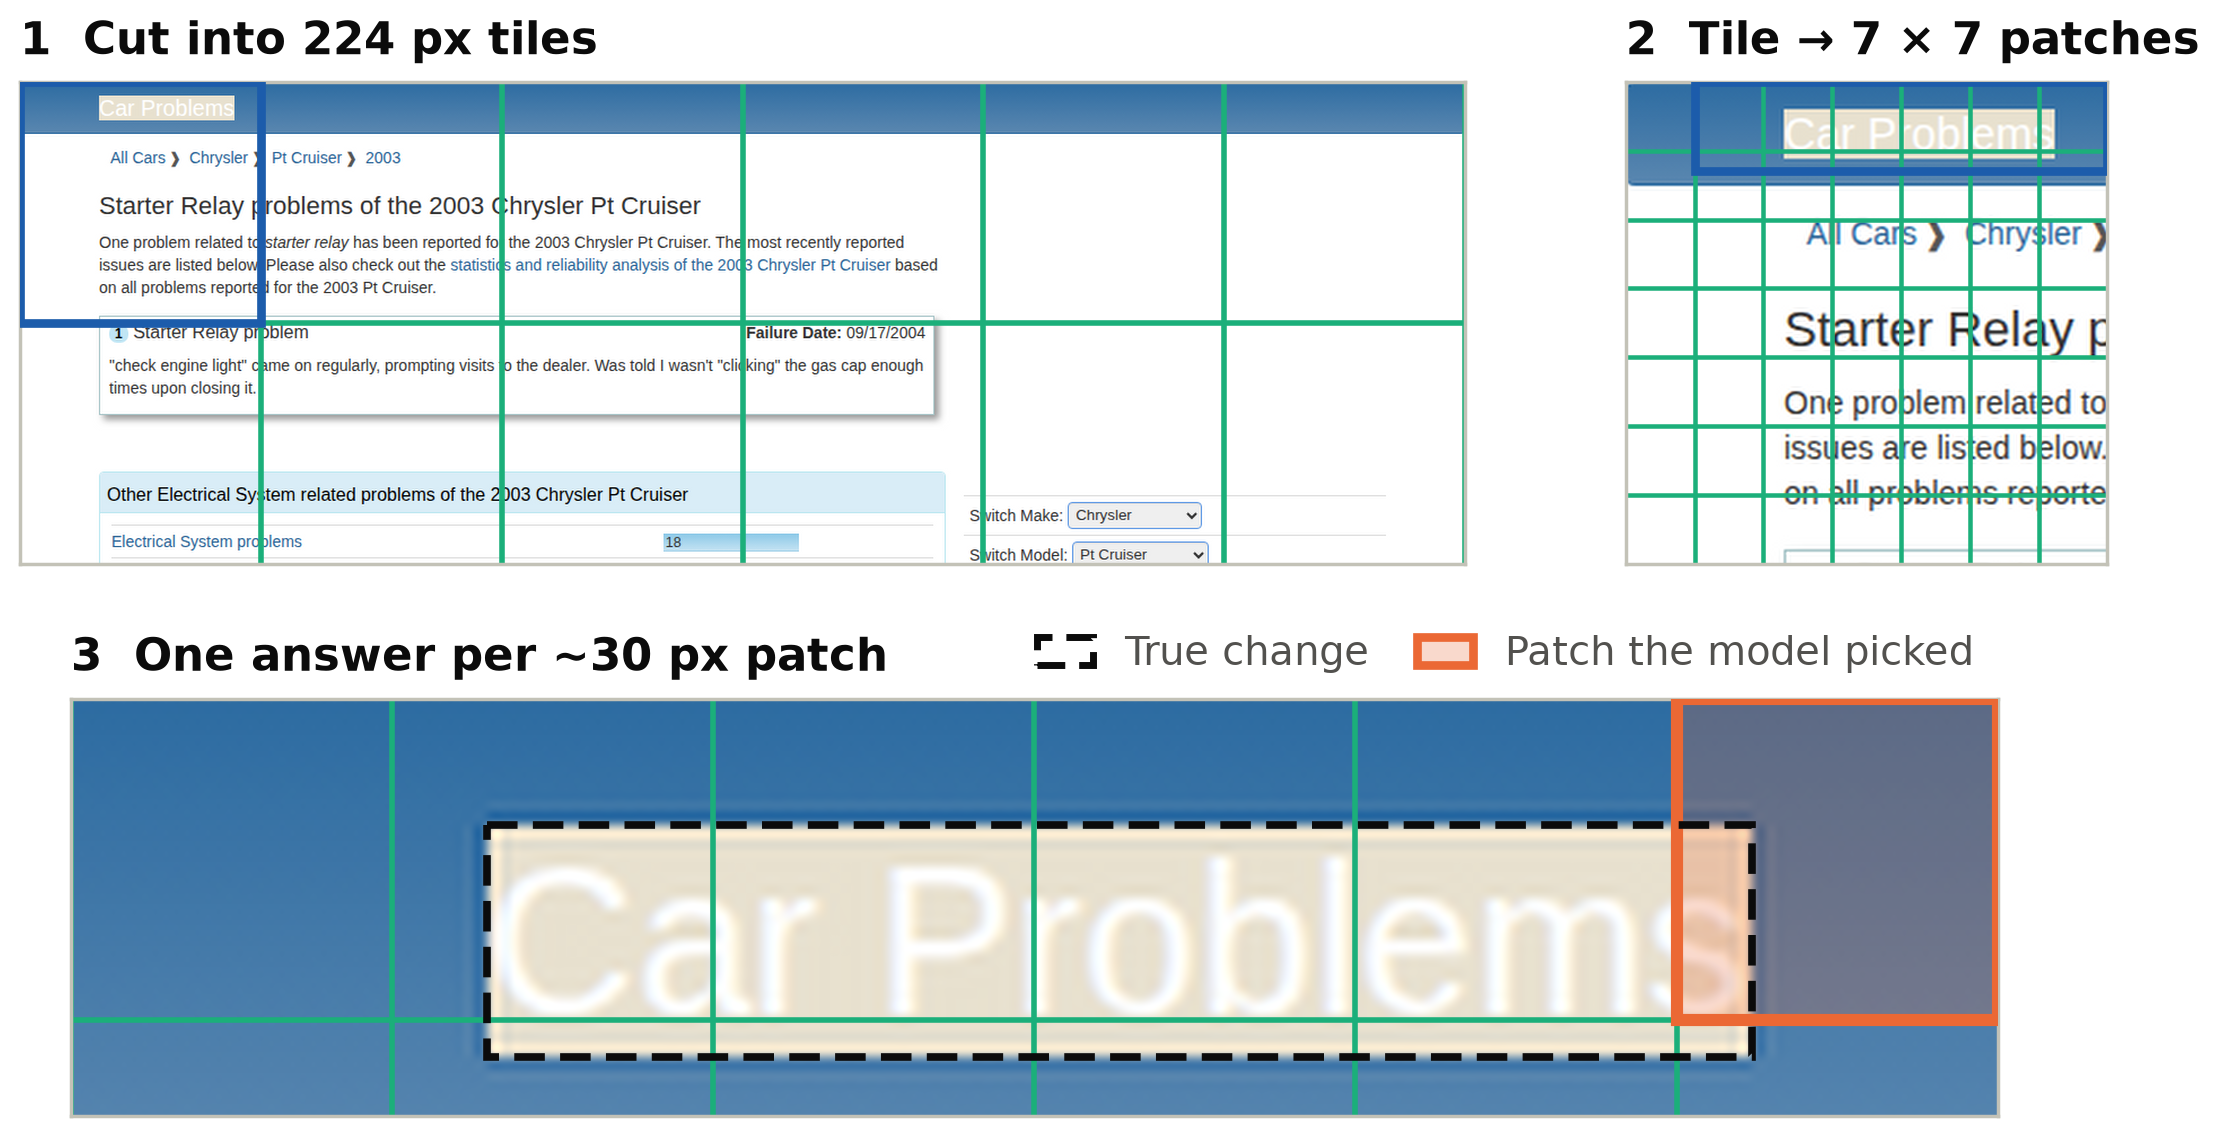 1 Cut into 224 px tiles
Car Problems
All Cars ❱ Chrysler ❱ Pt Cruiser ❱ 2003
Starter Relay problems of the 2003 Chrysler Pt Cruiser
One problem related to starter relay has been reported for the 2003 Chrysler Pt Cruiser. The most recently reported
issues are listed below. Please also check out the statistics and reliability analysis of the 2003 Chrysler Pt Cruiser based
on all problems reported for the 2003 Pt Cruiser.
1 Starter Relay problem Failure Date: 09/17/2004
"check engine light" came on regularly, prompting visits to the dealer. Was told I wasn't "clicking" the gas cap enough
times upon closing it.
Other Electrical System related problems of the 2003 Chrysler Pt Cruiser
Electrical System problems 18
Switch Make: Chrysler
Switch Model: Pt Cruiser
2 Tile → 7 × 7 patches
Car Problems
All Cars ❱ Chrysler ❱
Starter Relay p
One problem related to
issues are listed below.
on all problems reporte
3 One answer per ~30 px patch
True change
Patch the model picked
Car Problems